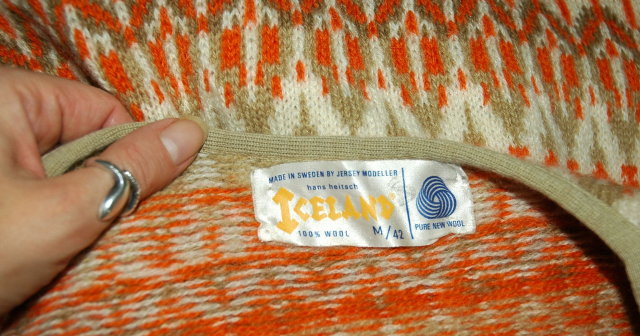 MADE IN SWEDEN BY JERSEY MODELLER
hans heitsch
ICELAND
100% WOOL M/42
PURE NEW WOOL